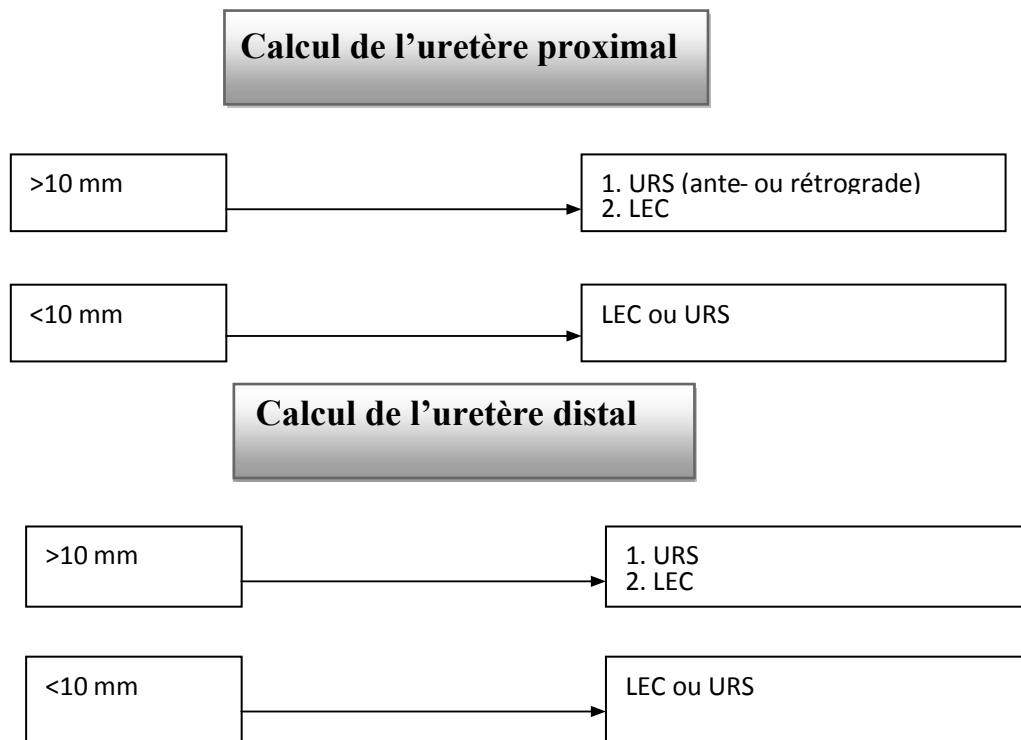 Calcul de l’uretère proximal
>10 mm
1. URS (ante- ou rétrograde)
2. LEC
<10 mm
LEC ou URS
Calcul de l’uretère distal
>10 mm
1. URS
2. LEC
<10 mm
LEC ou URS